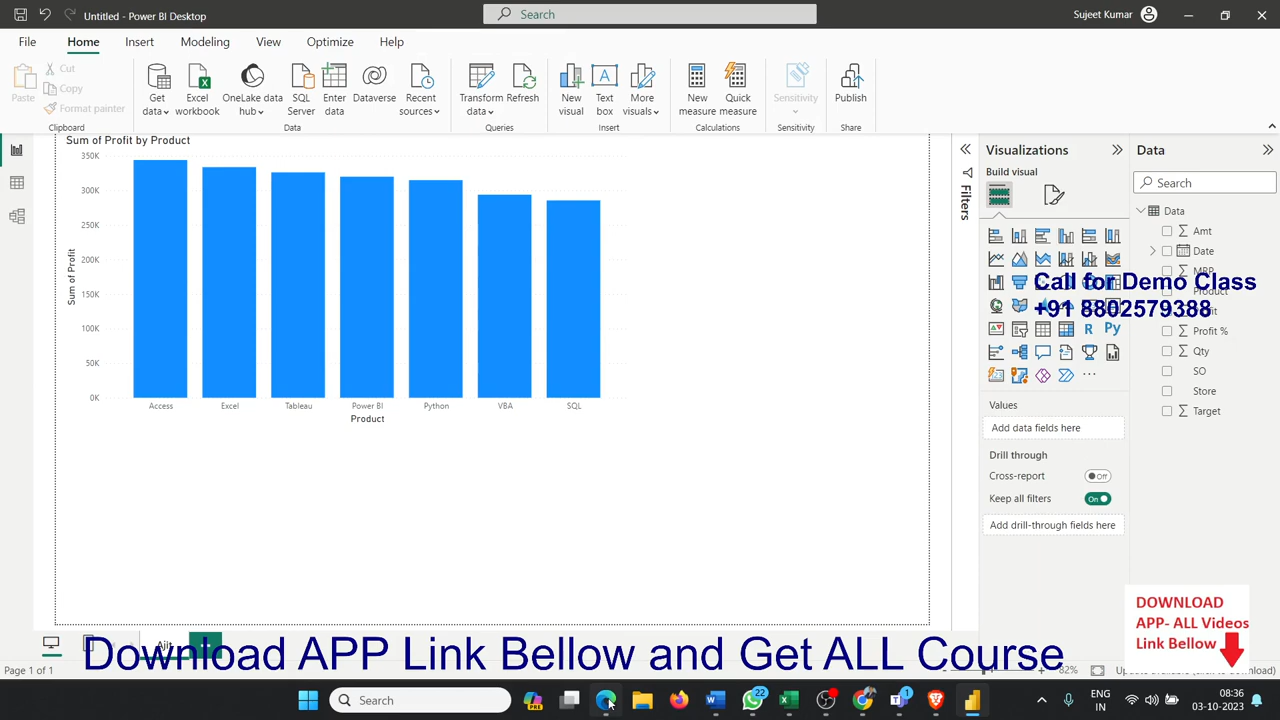 Untitled - Power BI Desktop
Search
Sujeet Kumar
File Home Insert Modeling View Optimize Help
Paste
Cut
Copy
Format painter
Clipboard
Get data
Excel workbook
OneLake data hub
SQL Server
Enter data
Dataverse
Recent sources
Data
Transform data
Refresh
Queries
New visual
Text box
More visuals
Insert
New measure
Quick measure
Calculations
Sensitivity
Sensitivity
Publish
Share
Sum of Profit by Product
350K
300K
250K
200K
150K
100K
50K
0K
Sum of Profit
Access Excel Tableau Power BI Python VBA SQL
Product
Filters
Visualizations
Build visual
R Py
Values
Add data fields here
Drill through
Cross-report
Off
Keep all filters
On
Add drill-through fields here
Data
Search
Data
Amt
Date
MRP
Product
Profit %
Qty
SO
Store
Target
Call for Demo Class
+91 8802579388
DOWNLOAD
APP- ALL Videos
Link Bellow
Download APP Link Bellow and Get ALL Course
Page 1 of 1
Search
PRE
22
1
ENG
IN
08:36
03-10-2023